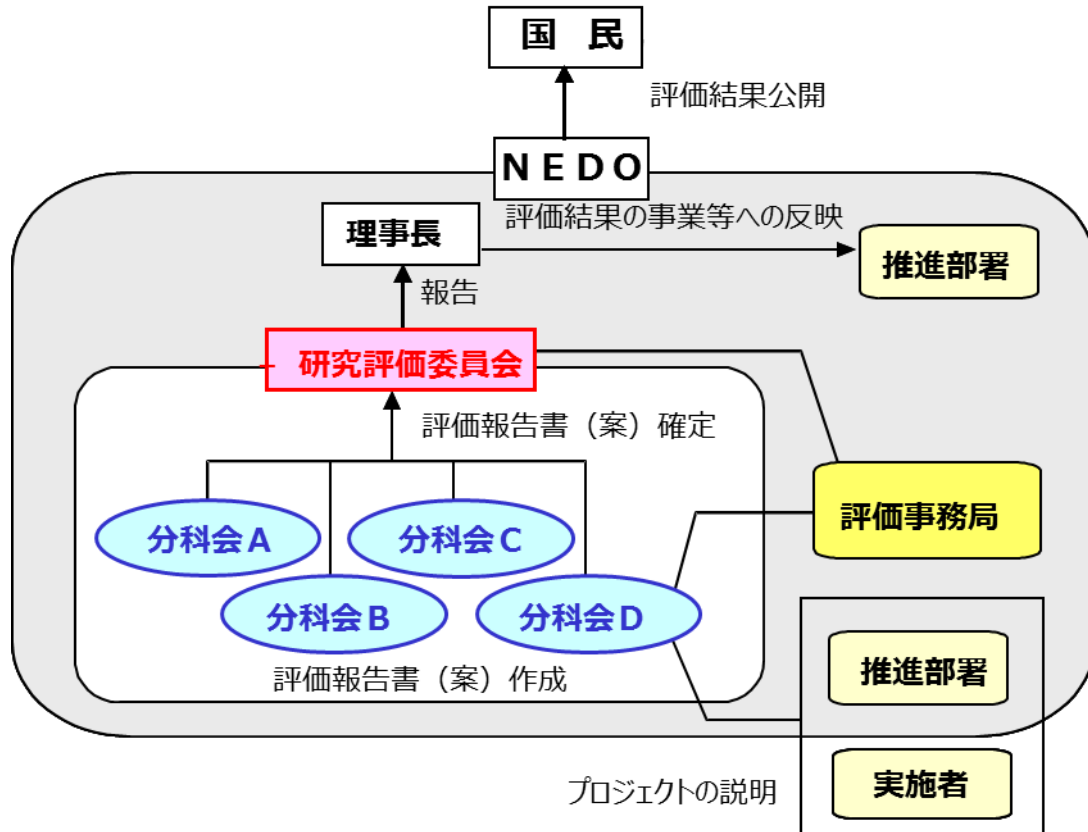 国　民
評価結果公開
ＮＥＤＯ
評価結果の事業等への反映
理事長
推進部署
報告
研究評価委員会
評価報告書（案）確定
分科会Ａ
分科会Ｃ
評価事務局
分科会Ｂ
分科会Ｄ
推進部署
評価報告書（案）作成
実施者
プロジェクトの説明